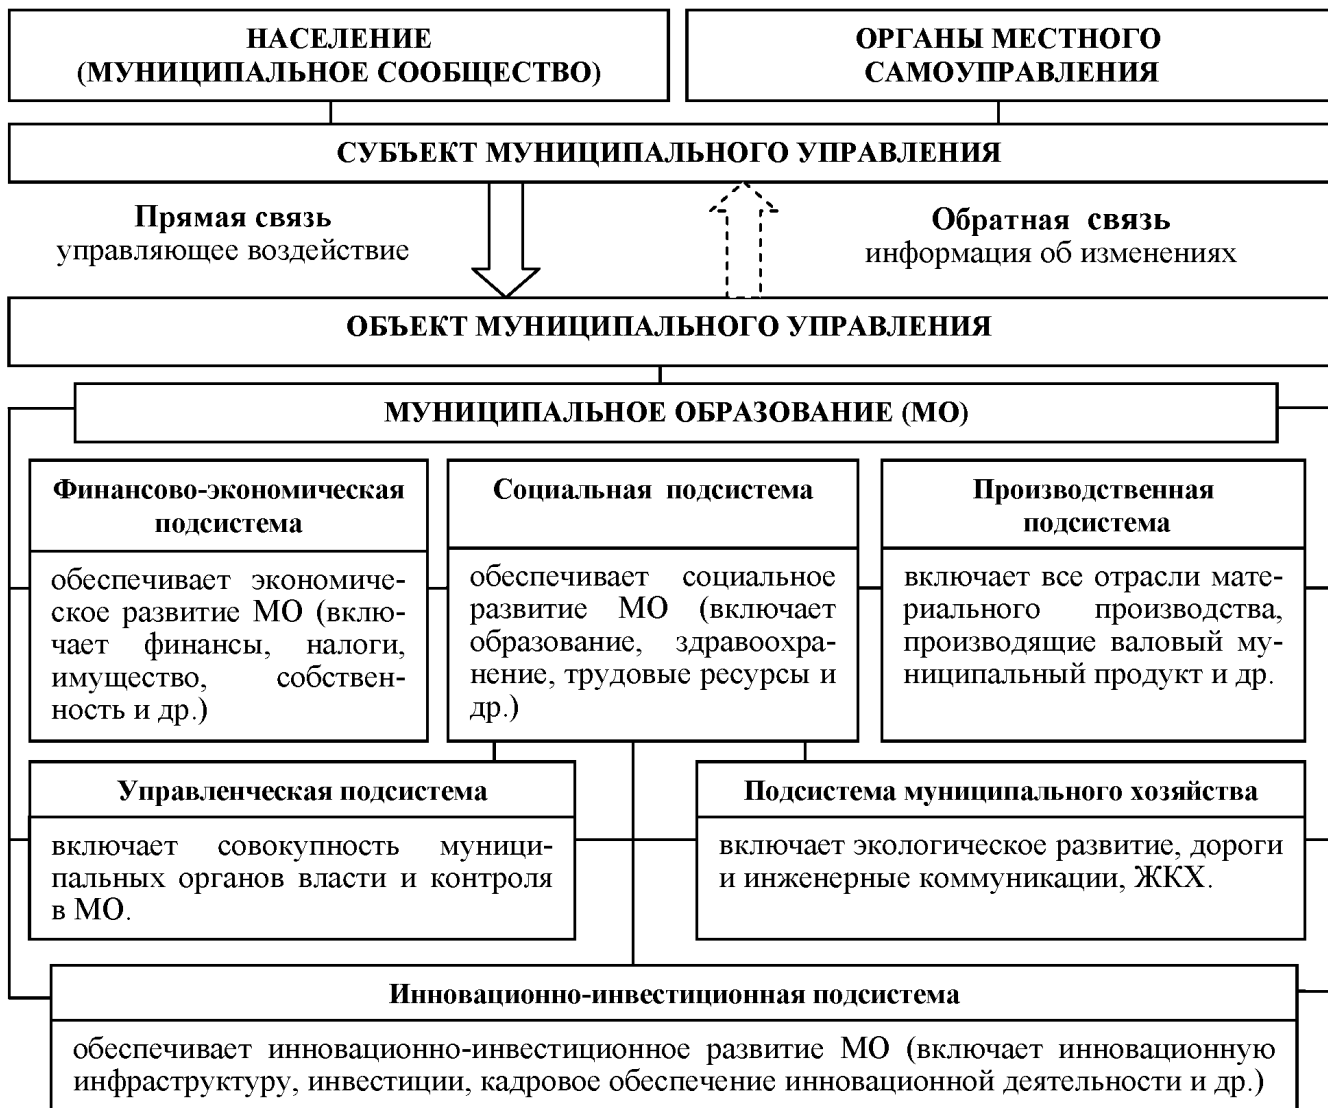 НАСЕЛЕНИЕ
(МУНИЦИПАЛЬНОЕ СООБЩЕСТВО)
ОРГАНЫ МЕСТНОГО
САМОУПРАВЛЕНИЯ
СУБЪЕКТ МУНИЦИПАЛЬНОГО УПРАВЛЕНИЯ
Прямая связь
управляющее воздействие
Обратная связь
информация об изменениях
ОБЪЕКТ МУНИЦИПАЛЬНОГО УПРАВЛЕНИЯ
МУНИЦИПАЛЬНОЕ ОБРАЗОВАНИЕ (МО)
Финансово-экономическая
подсистема
обеспечивает экономиче-
ское развитие МО (вклю-
чает финансы, налоги,
имущество, собствен-
ность и др.)
Социальная подсистема
обеспечивает социальное
развитие МО (включает
образование, здравоохра-
нение, трудовые ресурсы и
др.)
Производственная
подсистема
включает все отрасли мате-
риального производства,
производящие валовый му-
ниципальный продукт и др.
Управленческая подсистема
включает совокупность муници-
пальных органов власти и контроля
в МО.
Подсистема муниципального хозяйства
включает экологическое развитие, дороги
и инженерные коммуникации, ЖКХ.
Инновационно-инвестиционная подсистема
обеспечивает инновационно-инвестиционное развитие МО (включает инновационную
инфраструктуру, инвестиции, кадровое обеспечение инновационной деятельности и др.)